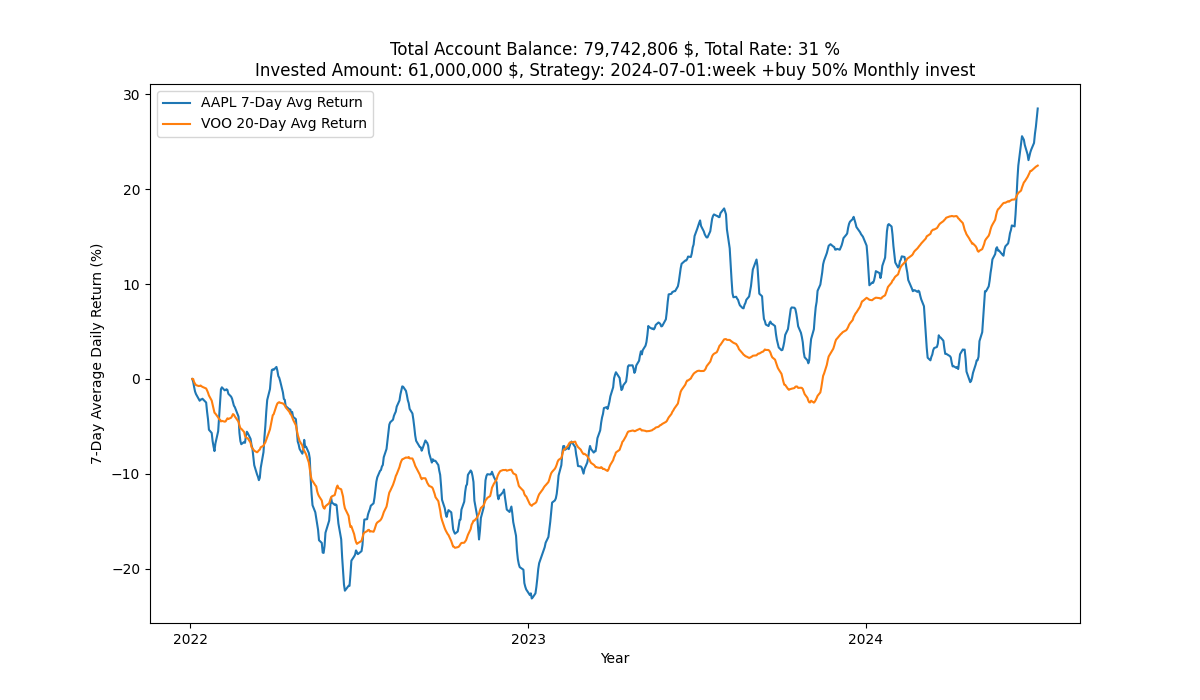 Total Account Balance: 79,742,806 $, Total Rate: 31 %
Invested Amount: 61,000,000 $, Strategy: 2024-07-01:week +buy 50% Monthly invest
AAPL 7-Day Avg Return
VOO 20-Day Avg Return
7-Day Average Daily Return (%)
30
20
10
0
−10
−20
2022
2023
2024
Year